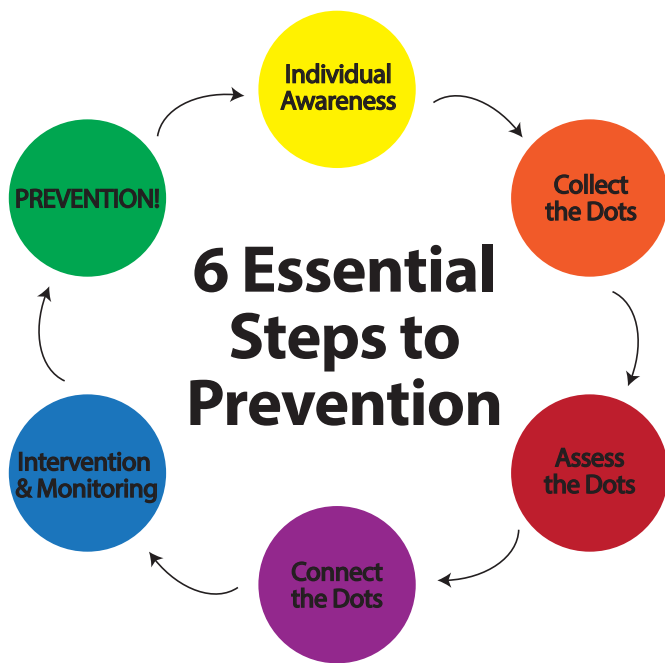 Individual
Awareness
Collect
the Dots
Assess
the Dots
Connect
the Dots
Intervention
& Monitoring
PREVENTION!
6 Essential
Steps to
Prevention